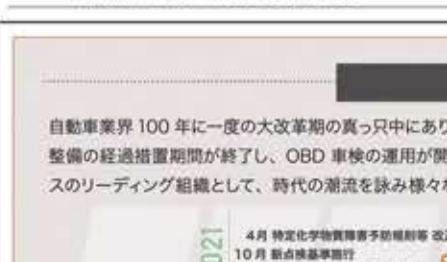 自動車業界 100 年に一度の大改革期の真っ只中にあり
整備の経過措置期間が終了し、OBD 車検の運用が開
スのリーディング組織として、時代の潮流を詠み様々な
021
4月 特定化学物質障害予防規則等 改正
10月 新点検基準施行